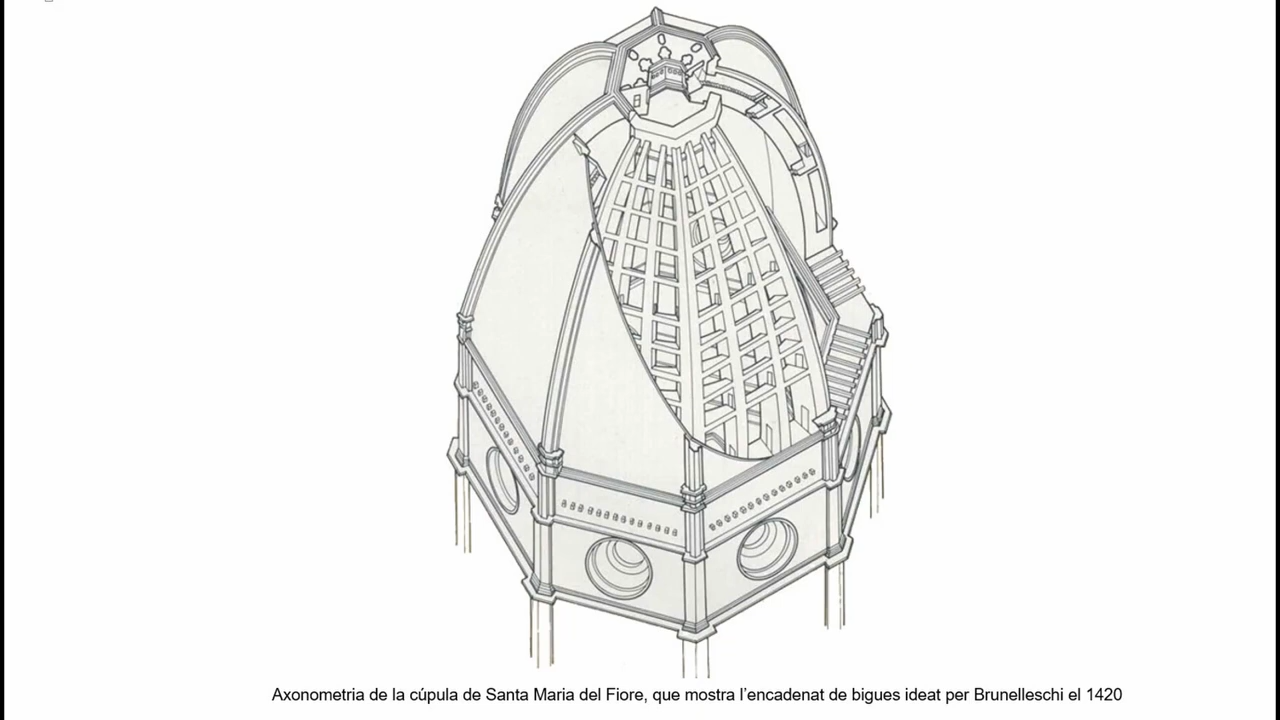 Axonometria de la cúpula de Santa Maria del Fiore, que mostra l'encadenat de bigues ideat per Brunelleschi el 1420